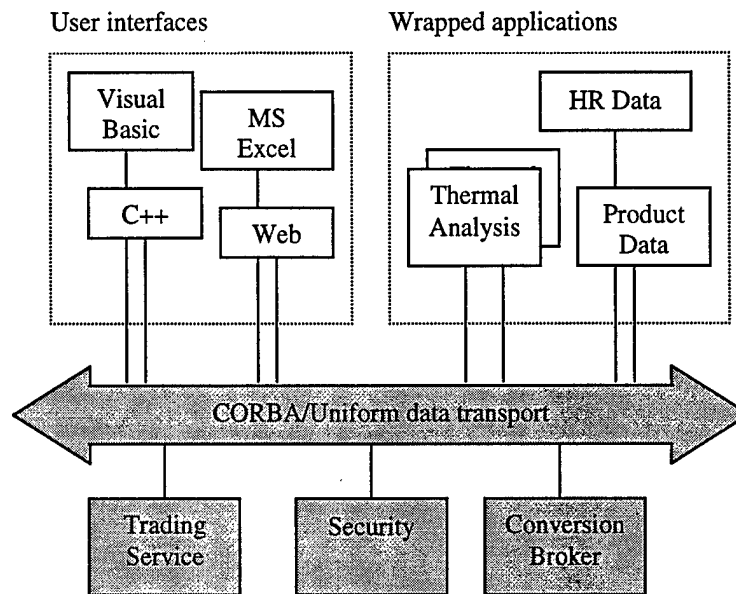 User interfaces
Wrapped applications
Visual
Basic
MS
Excel
C++
Web
HR Data
Thermal
Analysis
Product
Data
CORBA/Uniform data transport
Trading
Service
Security
Conversion
Broker